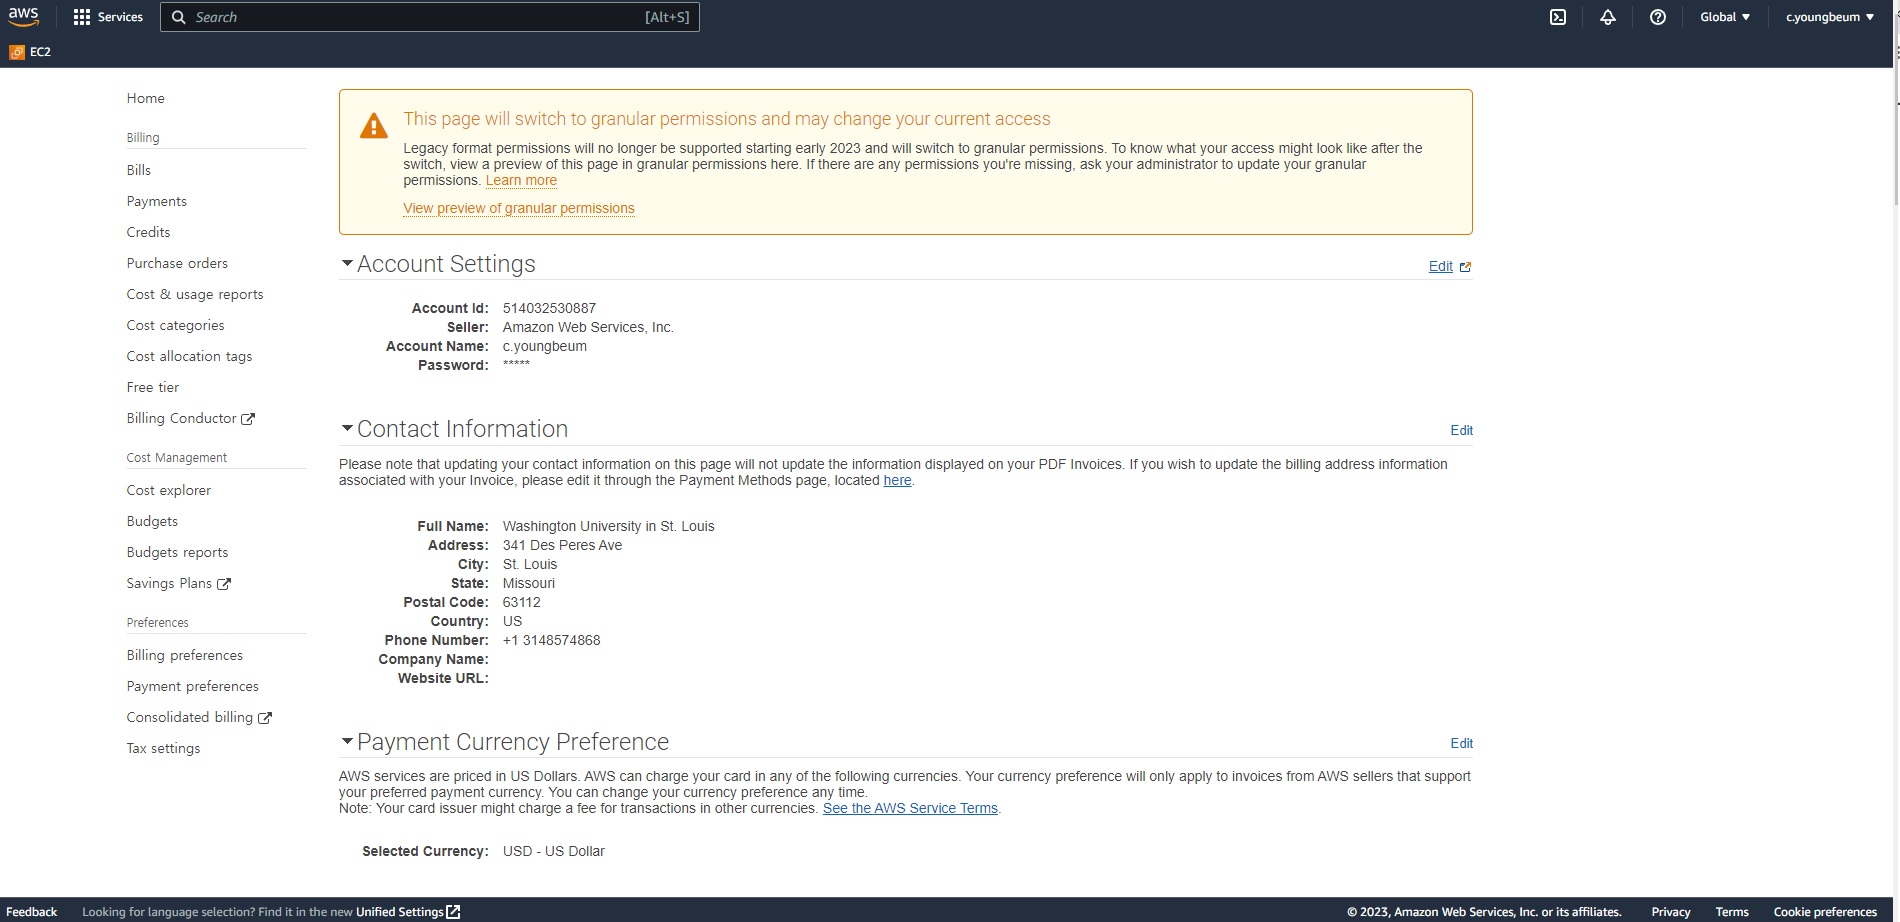 aws
Services
Search
[Alt+S]
Global ▼
c.youngbeum ▼
EC2
Home
Billing
Bills
Payments
Credits
Purchase orders
Cost & usage reports
Cost categories
Cost allocation tags
Free tier
Billing Conductor
Cost Management
Cost explorer
Budgets
Budgets reports
Savings Plans
Preferences
Billing preferences
Payment preferences
Consolidated billing
Tax settings
This page will switch to granular permissions and may change your current access
Legacy format permissions will no longer be supported starting early 2023 and will switch to granular permissions. To know what your access might look like after the
switch, view a preview of this page in granular permissions here. If there are any permissions you're missing, ask your administrator to update your granular
permissions. Learn more
View preview of granular permissions
Account Settings
Edit
Account Id: 514032530887
Seller: Amazon Web Services, Inc.
Account Name: c.youngbeum
Password: *****
Contact Information
Edit
Please note that updating your contact information on this page will not update the information displayed on your PDF Invoices. If you wish to update the billing address information
associated with your Invoice, please edit it through the Payment Methods page, located here.
Full Name: Washington University in St. Louis
Address: 341 Des Peres Ave
City: St. Louis
State: Missouri
Postal Code: 63112
Country: US
Phone Number: +1 3148574868
Company Name:
Website URL:
Payment Currency Preference
Edit
AWS services are priced in US Dollars. AWS can charge your card in any of the following currencies. Your currency preference will only apply to invoices from AWS sellers that support
your preferred payment currency. You can change your currency preference any time.
Note: Your card issuer might charge a fee for transactions in other currencies. See the AWS Service Terms.
Selected Currency: USD - US Dollar
Feedback
Looking for language selection? Find it in the new Unified Settings
© 2023, Amazon Web Services, Inc. or its affiliates.
Privacy
Terms
Cookie preferences